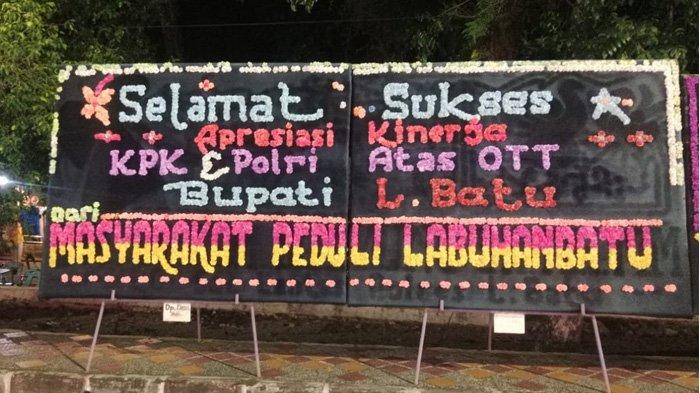 Selamat Sukses
Apresiasi Kinerja
KPK & Polri Atas OTT
Bupati L. Batu
Dari
MASYARAKAT PEDULI LABUHANBATU